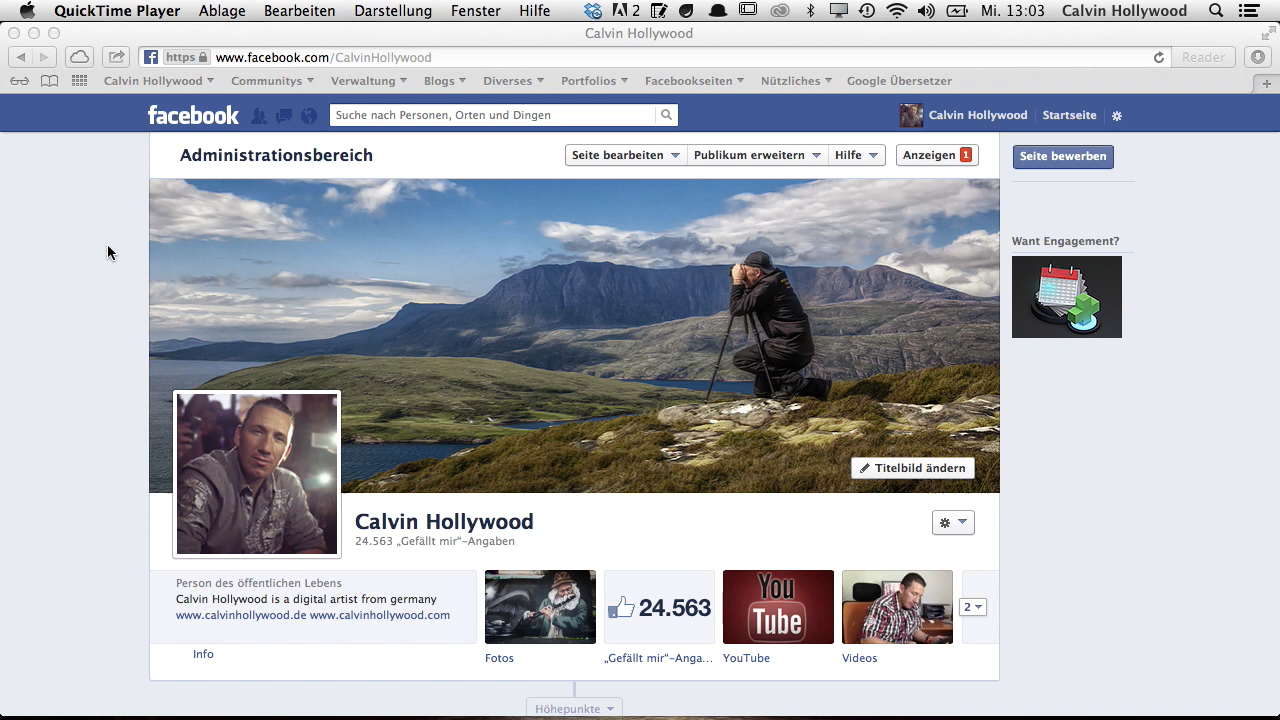 QuickTime Player Ablage Bearbeiten Darstellung Fenster Hilfe 2 Mi. 13:03 Calvin Hollywood
Calvin Hollywood
https www.facebook.com/CalvinHollywood Reader
Calvin Hollywood Communitys Verwaltung Blogs Diverses Portfolios Facebookseiten Nützliches Google Übersetzer
facebook Suche nach Personen, Orten und Dingen Calvin Hollywood Startseite
Administrationsbereich Seite bearbeiten Publikum erweitern Hilfe Anzeigen 1 Seite bewerben
Want Engagement?
Titelbild ändern
Calvin Hollywood
24.563 „Gefällt mir“-Angaben
Person des öffentlichen Lebens
Calvin Hollywood is a digital artist from germany
www.calvinhollywood.de www.calvinhollywood.com
Info
24.563
You
Tube
2
Fotos „Gefällt mir“-Anga... YouTube Videos
Höhepunkte